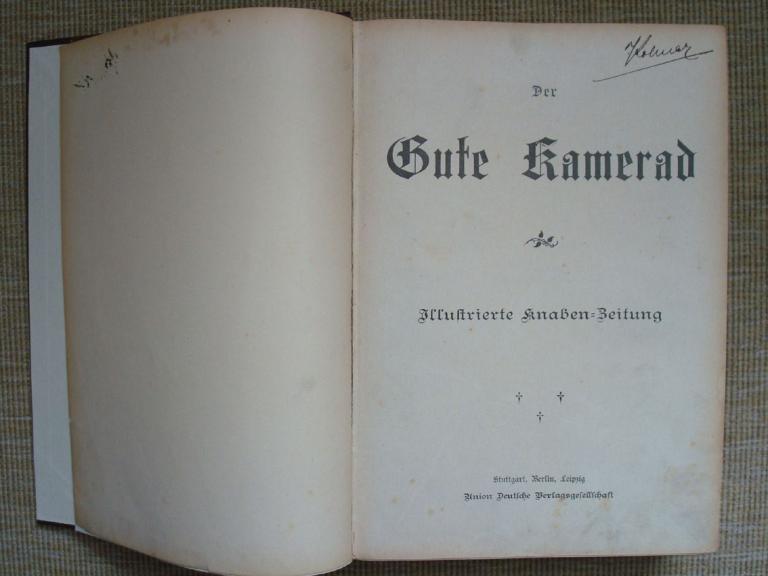 Der
Gute Kamerad
Illustrierte Knaben-Zeitung
Stuttgart, Berlin, Leipzig
Union Deutsche Verlagsgesellschaft